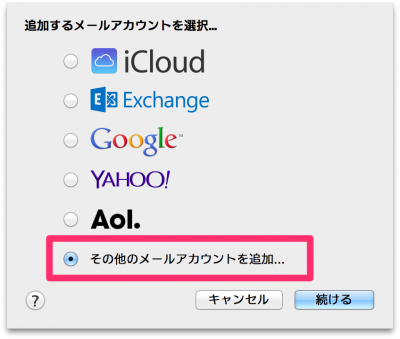 追加するメールアカウントを選択...
iCloud
Exchange
Google™
YAHOO!
Aol.
その他のメールアカウントを追加...
? キャンセル 続ける